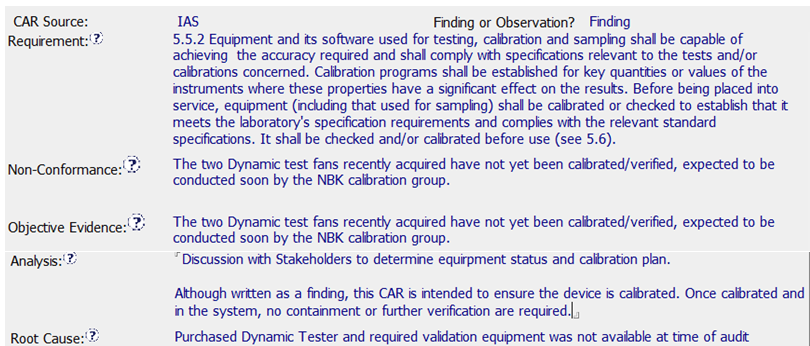 CAR Source: IAS Finding or Observation? Finding
Requirement: ? 5.5.2 Equipment and its software used for testing, calibration and sampling shall be capable of
achieving the accuracy required and shall comply with specifications relevant to the tests and/or
calibrations concerned. Calibration programs shall be established for key quantities or values of the
instruments where these properties have a significant effect on the results. Before being placed into
service, equipment (including that used for sampling) shall be calibrated or checked to establish that it
meets the laboratory's specification requirements and complies with the relevant standard
specifications. It shall be checked and/or calibrated before use (see 5.6).
Non-Conformance: ? The two Dynamic test fans recently acquired have not yet been calibrated/verified, expected to be
conducted soon by the NBK calibration group.
Objective Evidence: ? The two Dynamic test fans recently acquired have not yet been calibrated/verified, expected to be
conducted soon by the NBK calibration group.
Analysis: ? Discussion with Stakeholders to determine equirpment status and calibration plan.
Although written as a finding, this CAR is intended to ensure the device is calibrated. Once calibrated and
in the system, no containment or further verification are required.
Root Cause: ? Purchased Dynamic Tester and required validation equipment was not available at time of audit